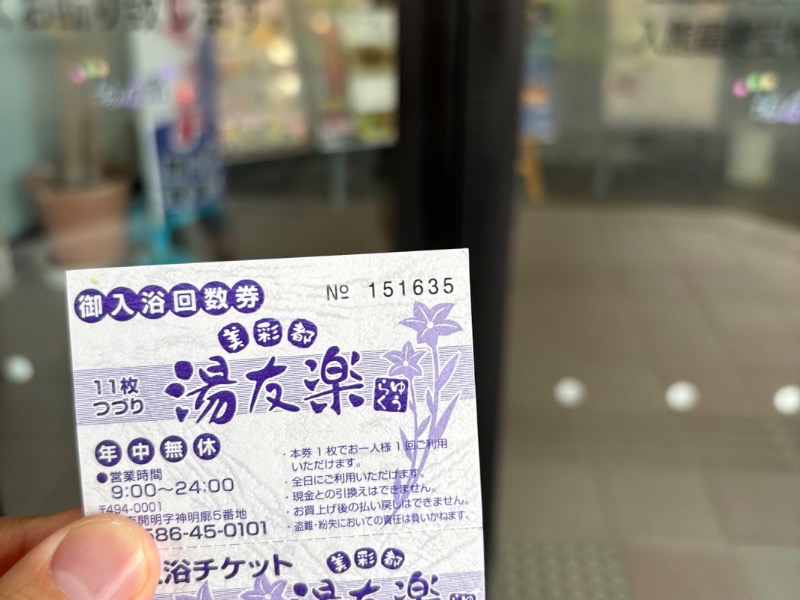 御入浴回数券
№ 151635
美彩都
11枚
つづり
湯友楽
ゆうらく
年中無休
●営業時間
9:00～24:00
〒494-0001
開明字神明廓5番地
586-45-0101
・本券1枚でお一人様1回ご利用
いただけます。
・全日にご利用いただけます。
・現金との引換えはできません。
・お買上げ後の払い戻しはできません。
・盗難・紛失においての責任は負いかねます。
浴チケット
美彩都
湯友楽